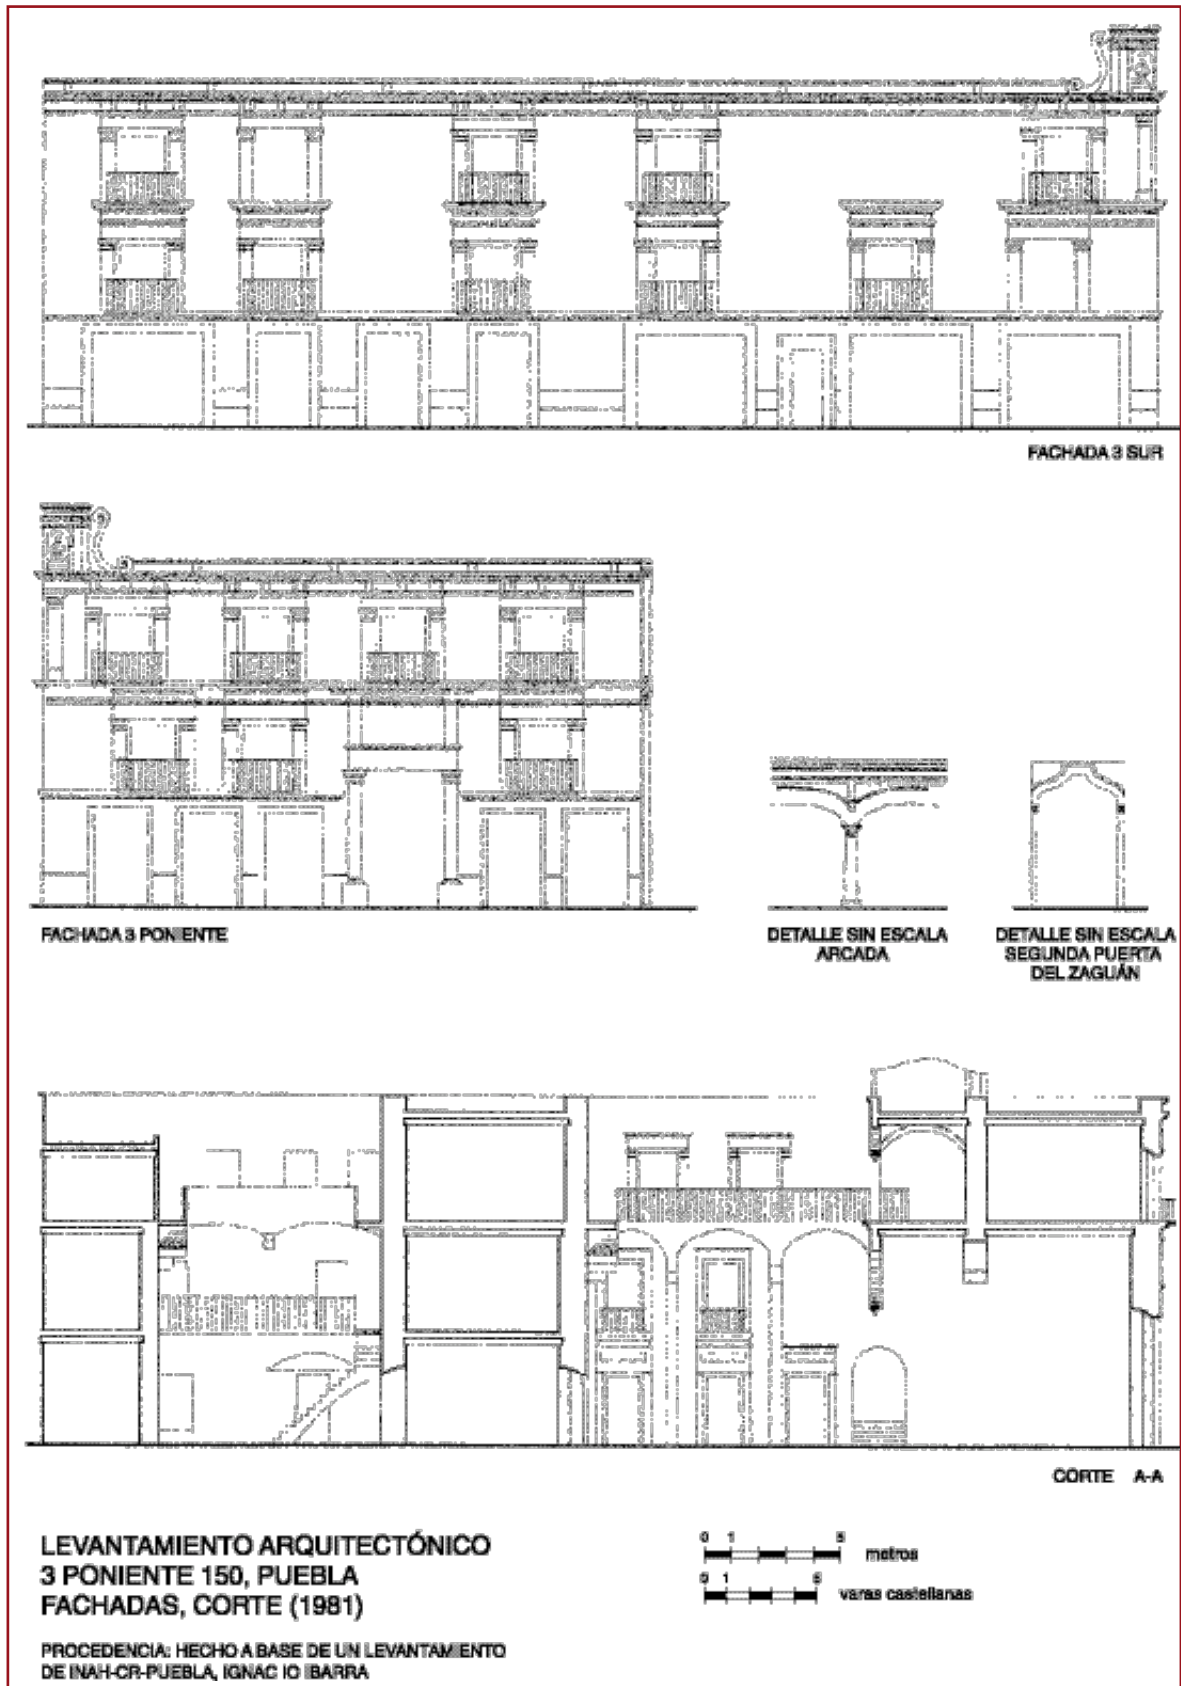 FACHADA 3 SUR
FACHADA 3 PONIENTE
DETALLE SIN ESCALA
ARCADA
DETALLE SIN ESCALA
SEGUNDA PUERTA
DEL ZAGUÁN
CORTE A-A
LEVANTAMIENTO ARQUITECTÓNICO
3 PONIENTE 150, PUEBLA
FACHADAS, CORTE (1981)
PROCEDENCIA: HECHO A BASE DE UN LEVANTAMIENTO
DE INAH-CR-PUEBLA, IGNACIO IBARRA
0 1 5 metros
0 1 5 varas castellanas